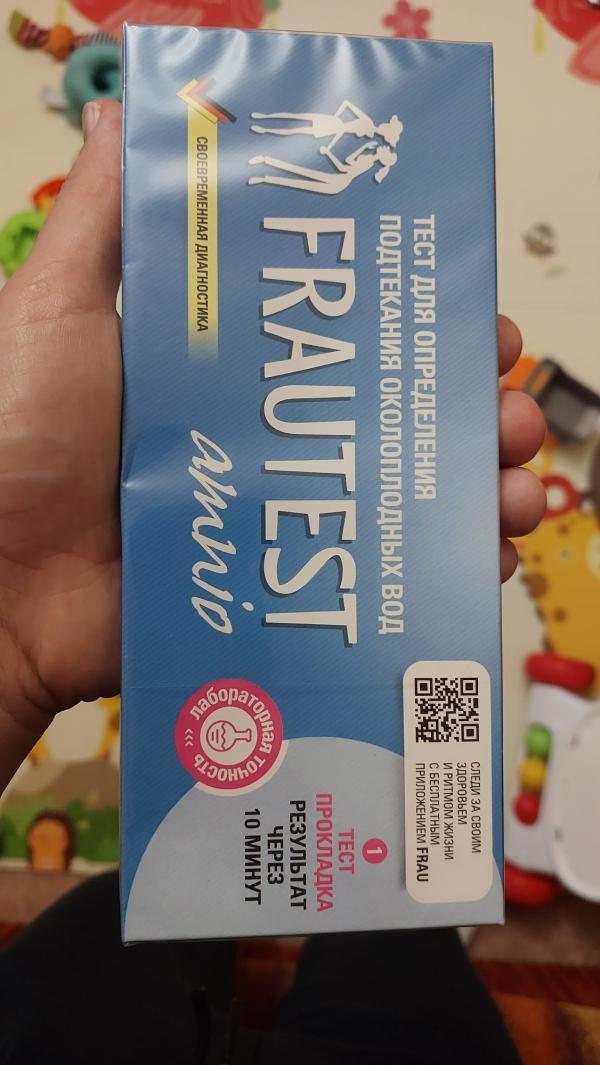 ТЕСТ ДЛЯ ОПРЕДЕЛЕНИЯ
ПОДТЕКАНИЯ ОКОЛОПЛОДНЫХ ВОД
FRAUTEST
amnio
СВОЕВРЕМЕННАЯ ДИАГНОСТИКА
СЛЕДИ ЗА СВОИМ
ЗДОРОВЬЕМ
И РИТМОМ ЖИЗНИ
С БЕСПЛАТНЫМ
ПРИЛОЖЕНИЕМ FRAU
лабораторная точность
<<<
1
ТЕСТ
ПРОКЛАДКА
РЕЗУЛЬТАТ
ЧЕРЕЗ
10 МИНУТ